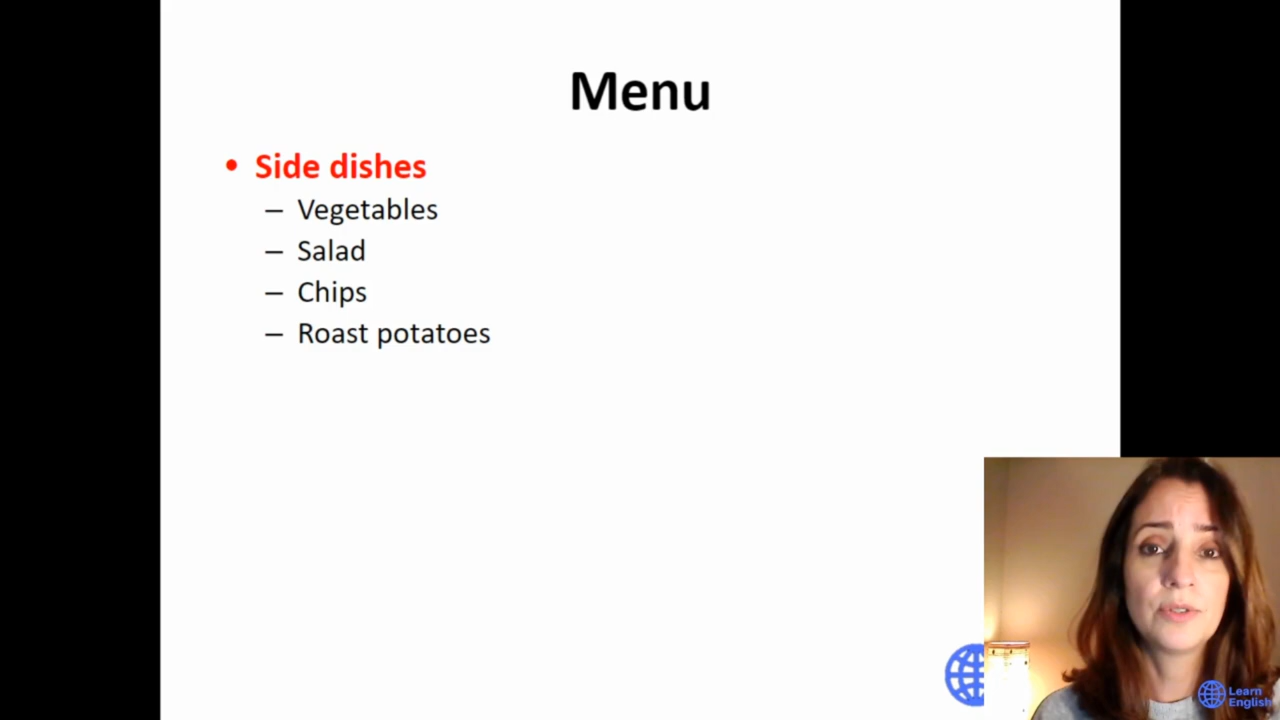 Menu
• Side dishes
– Vegetables
– Salad
– Chips
– Roast potatoes
Learn
English